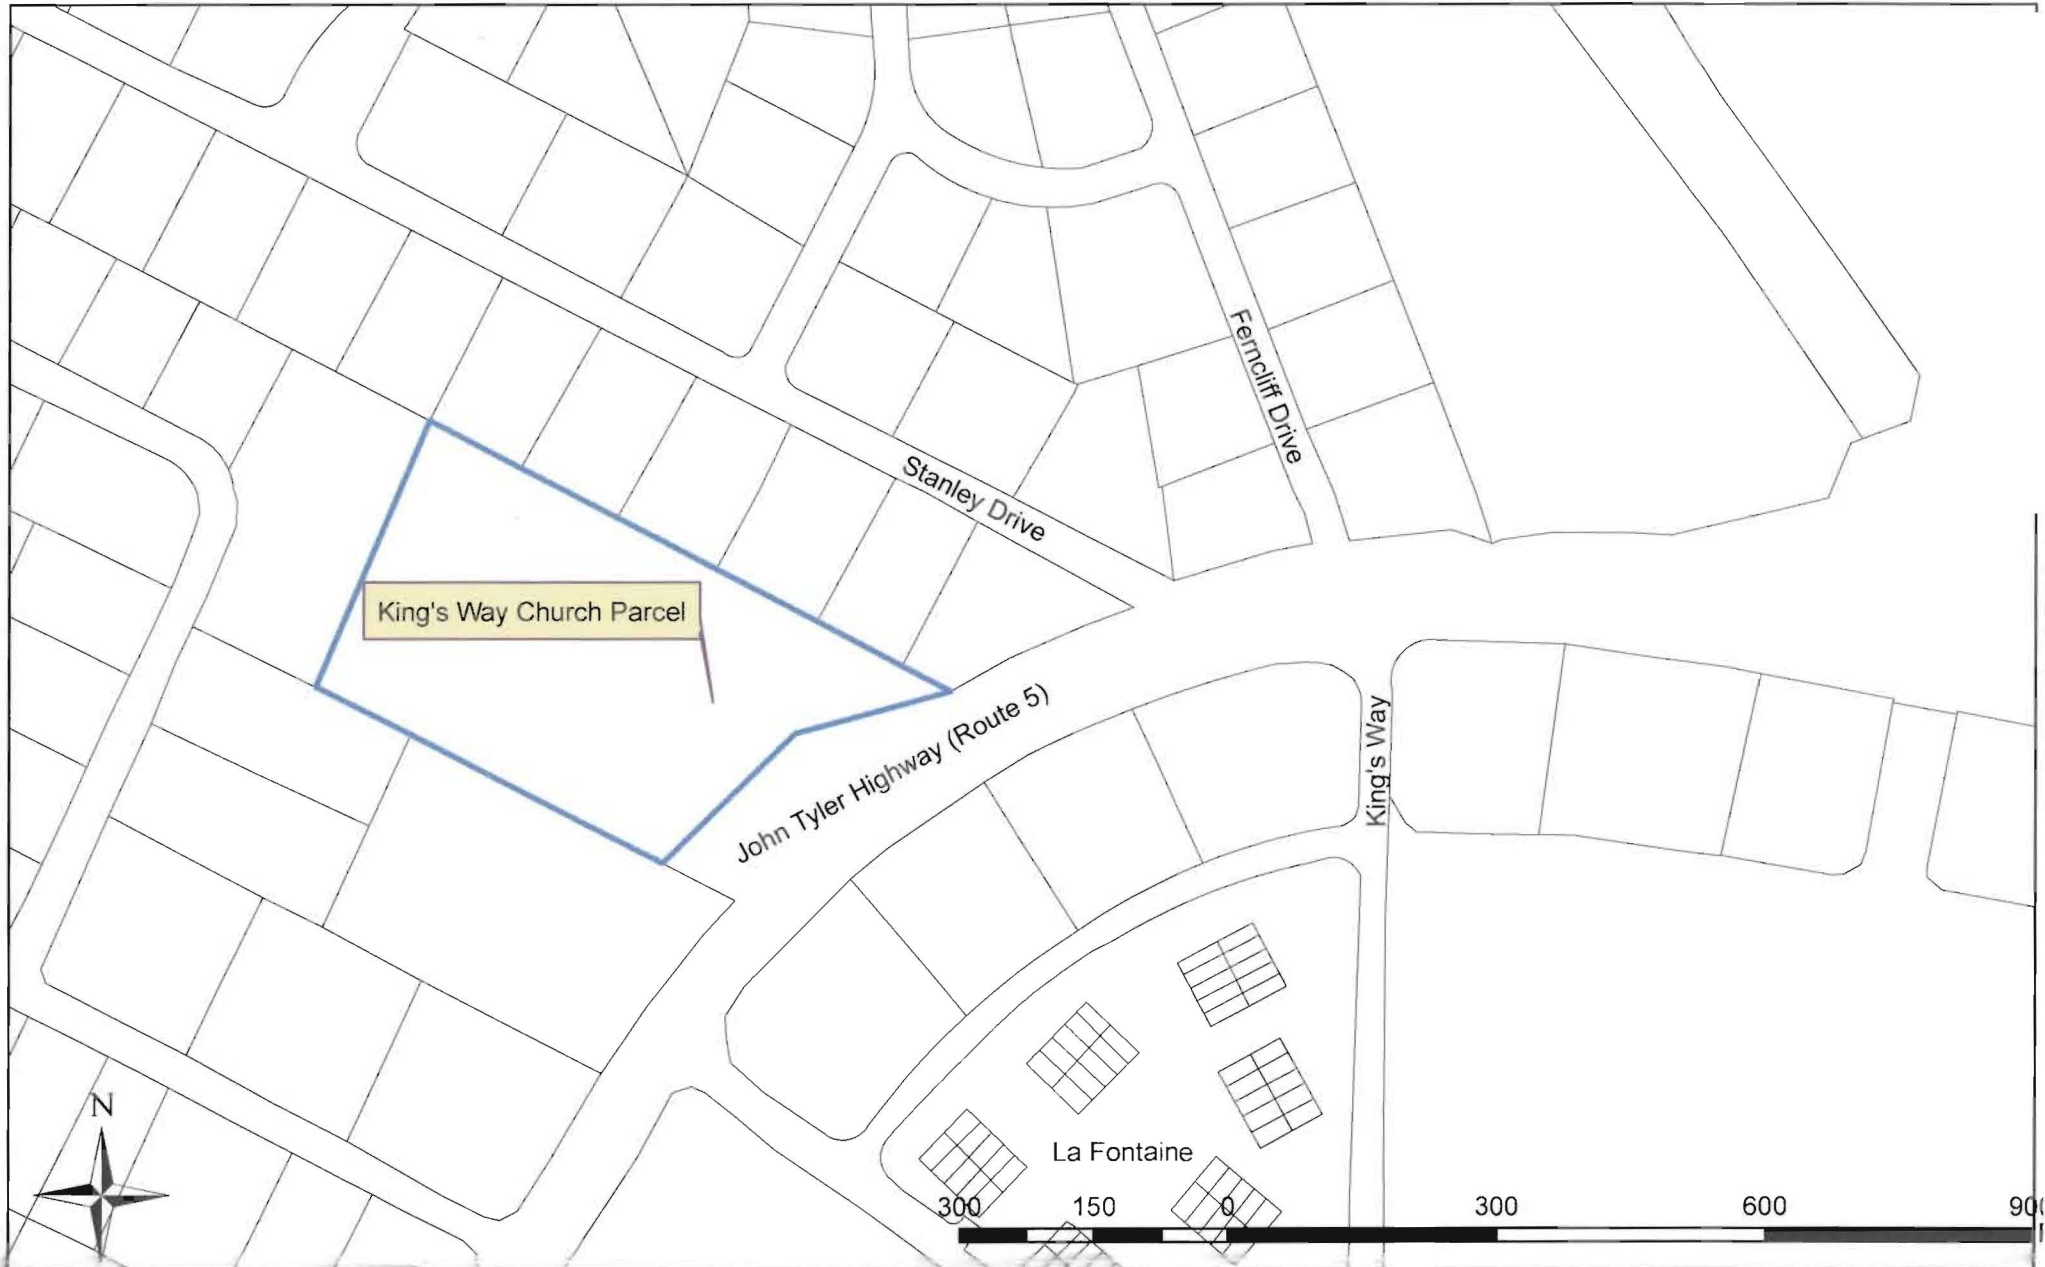 Ferncliff Drive
Stanley Drive
King's Way Church Parcel
John Tyler Highway (Route 5)
King's Way
N
La Fontaine
300 150 0 300 600